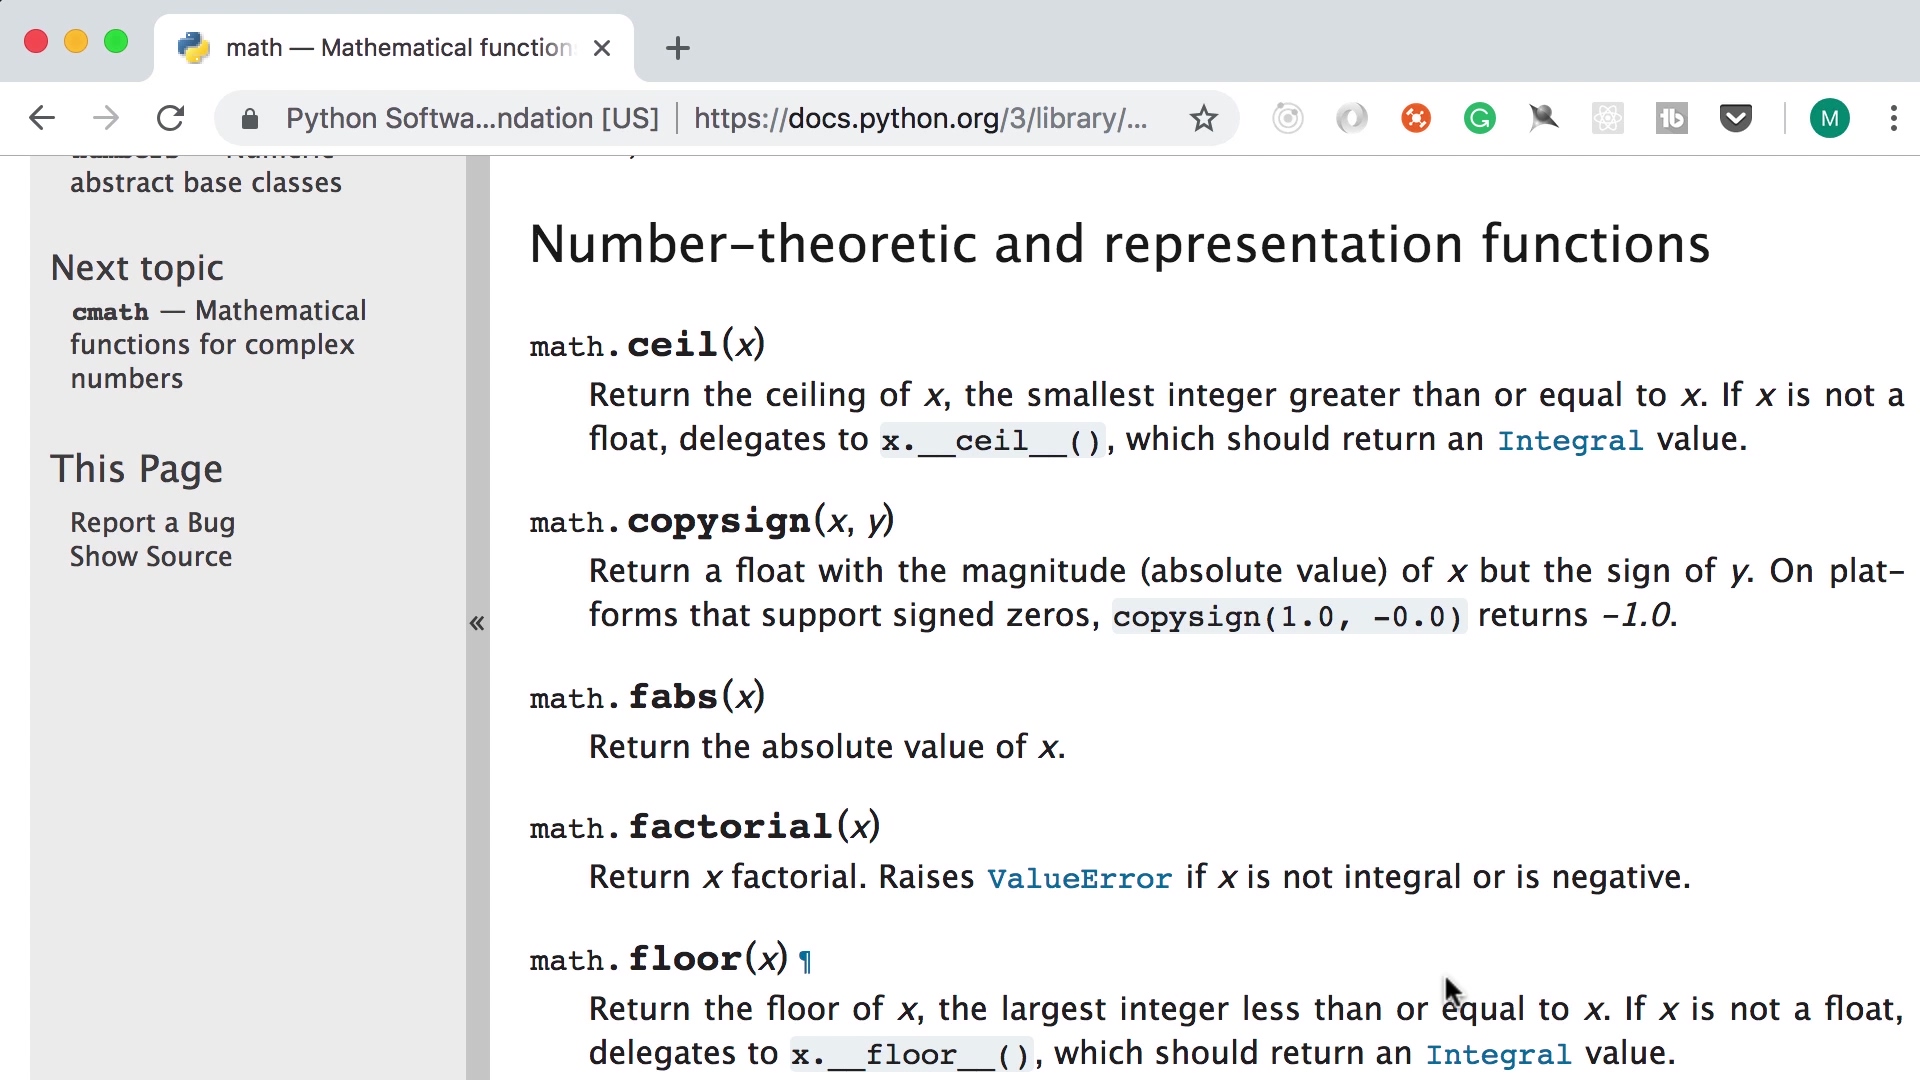 math — Mathematical function
Python Softwa...ndation [US] | https://docs.python.org/3/library/...
M
abstract base classes
Next topic
cmath — Mathematical
functions for complex
numbers
This Page
Report a Bug
Show Source
«
Number-theoretic and representation functions
math.ceil(x)
Return the ceiling of x, the smallest integer greater than or equal to x. If x is not a
float, delegates to x.__ceil__(), which should return an Integral value.
math.copysign(x, y)
Return a float with the magnitude (absolute value) of x but the sign of y. On plat-
forms that support signed zeros, copysign(1.0, -0.0) returns -1.0.
math.fabs(x)
Return the absolute value of x.
math.factorial(x)
Return x factorial. Raises ValueError if x is not integral or is negative.
math.floor(x) ¶
Return the floor of x, the largest integer less than or equal to x. If x is not a float,
delegates to x.__floor__(), which should return an Integral value.